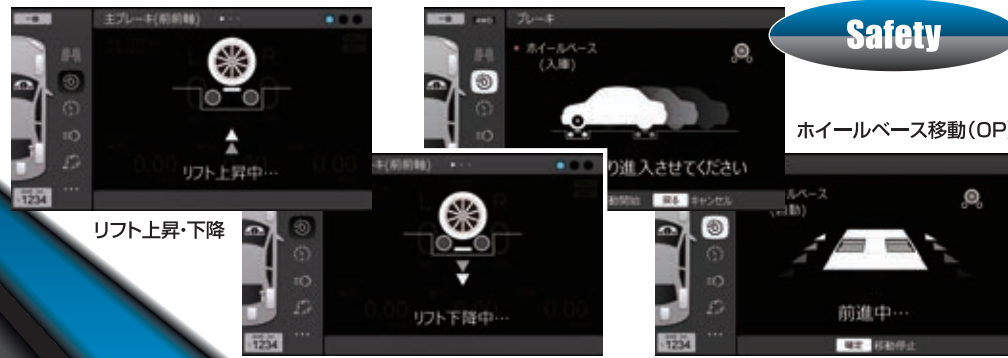 主ブレーキ(前前軸)
リフト上昇中…
1234
リフト上昇・下降
ブレーキ
ホイールベース
(入庫)
り進入させてください
戻る キャンセル
Safety
ホイールベース移動(OP
キ(前前軸)
リフト下降中…
1234
ールベース
前進中…
確定 移動停止
1234